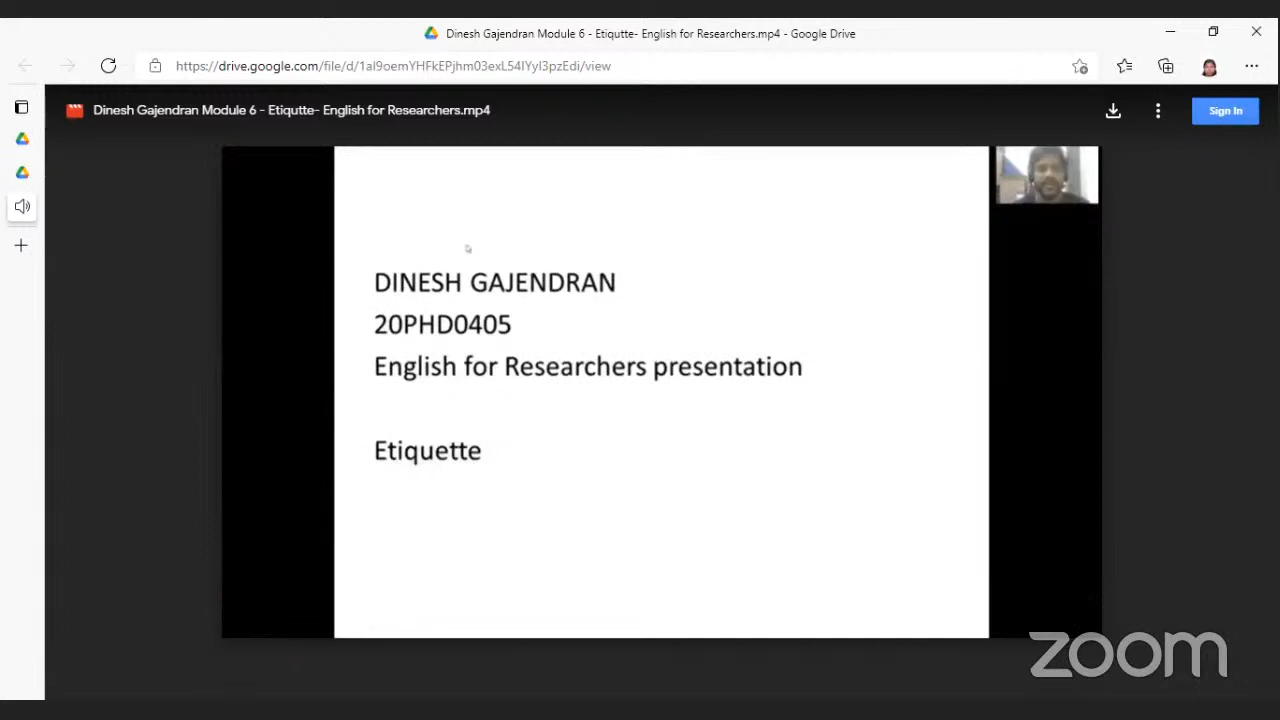 Dinesh Gajendran Module 6 - Etiqutte- English for Researchers.mp4 - Google Drive
https://drive.google.com/file/d/1al9oemYHFkEPjhm03exL54IYyI3pzEdi/view
Dinesh Gajendran Module 6 - Etiqutte- English for Researchers.mp4
Sign In
DINESH GAJENDRAN
20PHD0405
English for Researchers presentation
Etiquette
zoom